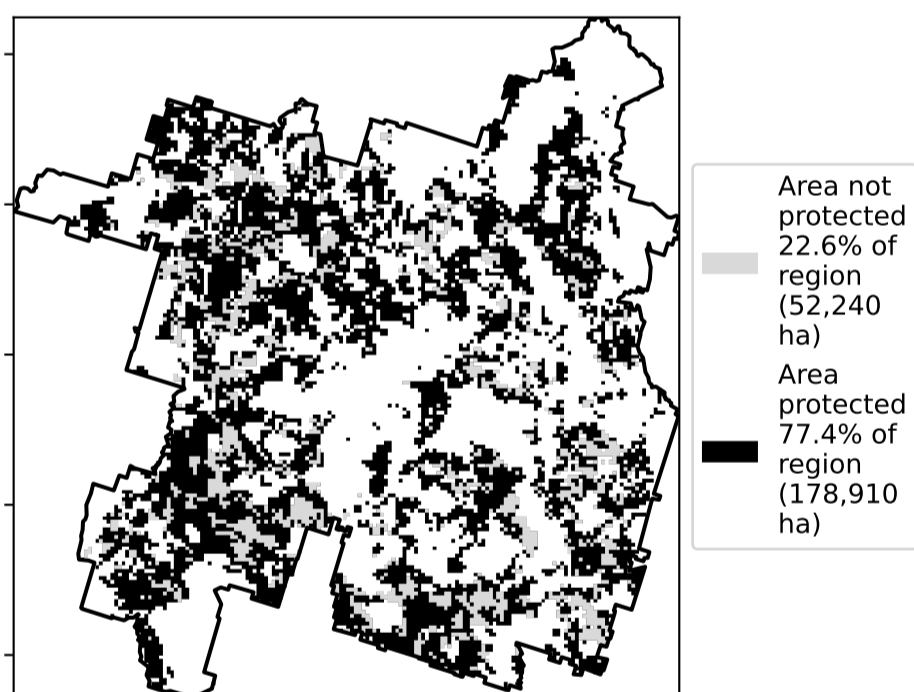 Area not
protected
22.6% of
region
(52,240
ha)
Area
protected
77.4% of
region
(178,910
ha)